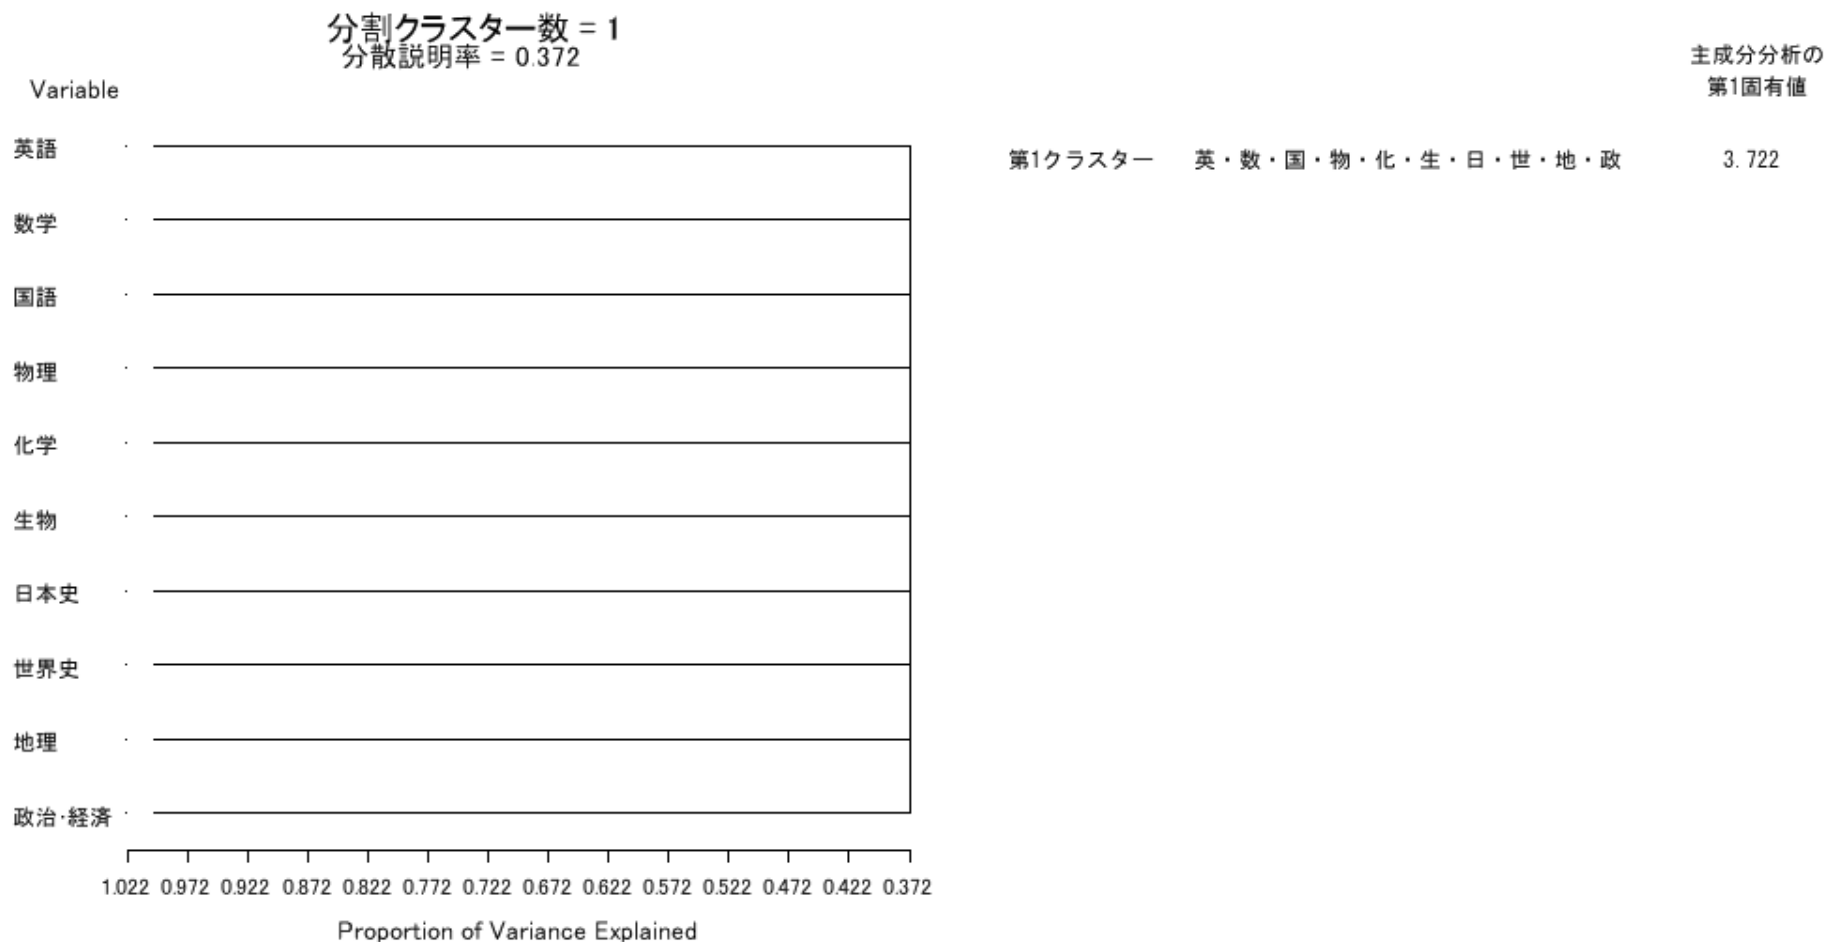 分割クラスター数 = 1
分散説明率 = 0.372
主成分分析の
第1固有値
Variable
英語
第1クラスター 英・数・国・物・化・生・日・世・地・政 3.722
数学
国語
物理
化学
生物
日本史
世界史
地理
政治・経済
1.022 0.972 0.922 0.872 0.822 0.772 0.722 0.672 0.622 0.572 0.522 0.472 0.422 0.372
Proportion of Variance Explained